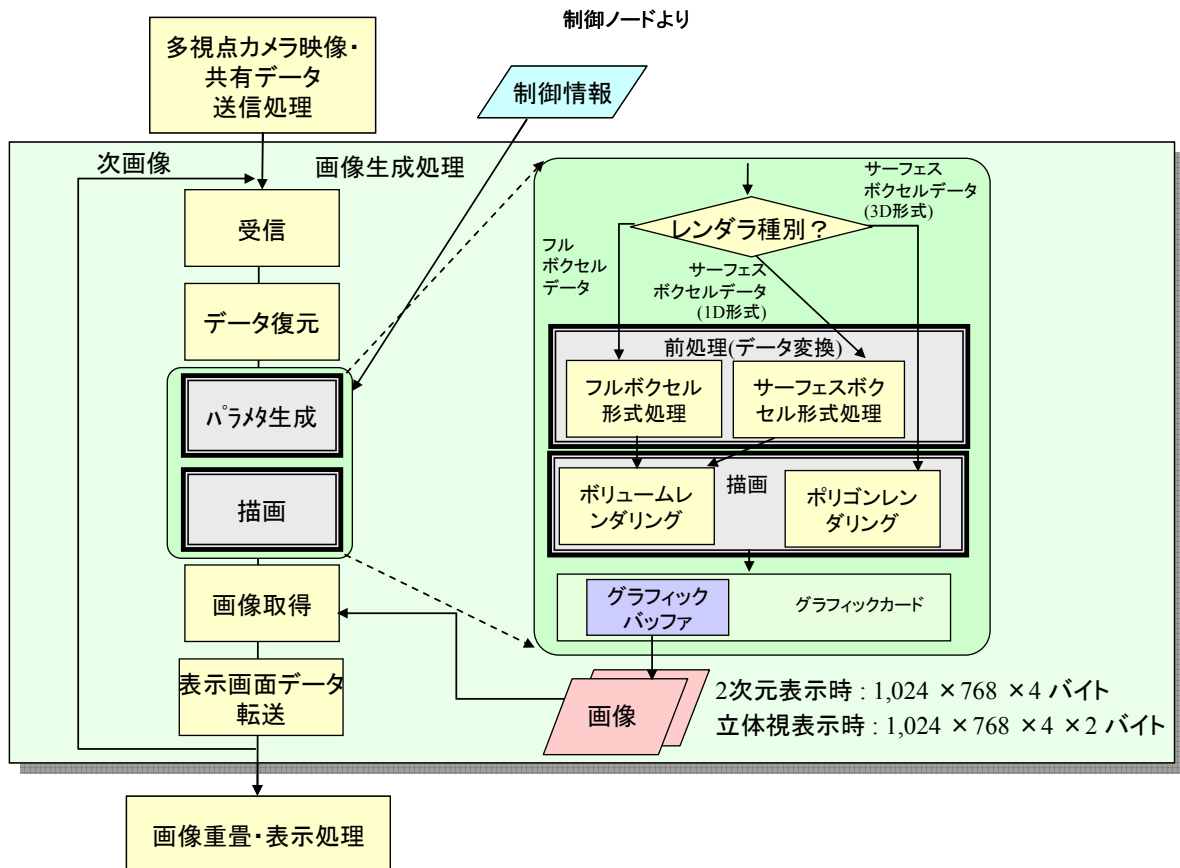 制御ノードより
多視点カメラ映像・
共有データ
送信処理
制御情報
次画像
画像生成処理
受信
データ復元
パラメタ生成
描画
画像取得
表示画面データ
転送
画像重畳・表示処理
サーフェス
ボクセルデータ
(3D形式)
レンダラ種別？
フル
ボクセル
データ
サーフェス
ボクセルデータ
(1D形式)
前処理(データ変換)
フルボクセル
形式処理
サーフェスボク
セル形式処理
ボリュームレ
ンダリング
描画
ポリゴンレン
ダリング
グラフィック
バッファ
グラフィックカード
画像
2次元表示時 : 1,024 ×768 ×4 バイト
立体視表示時 : 1,024 ×768 ×4 ×2 バイト